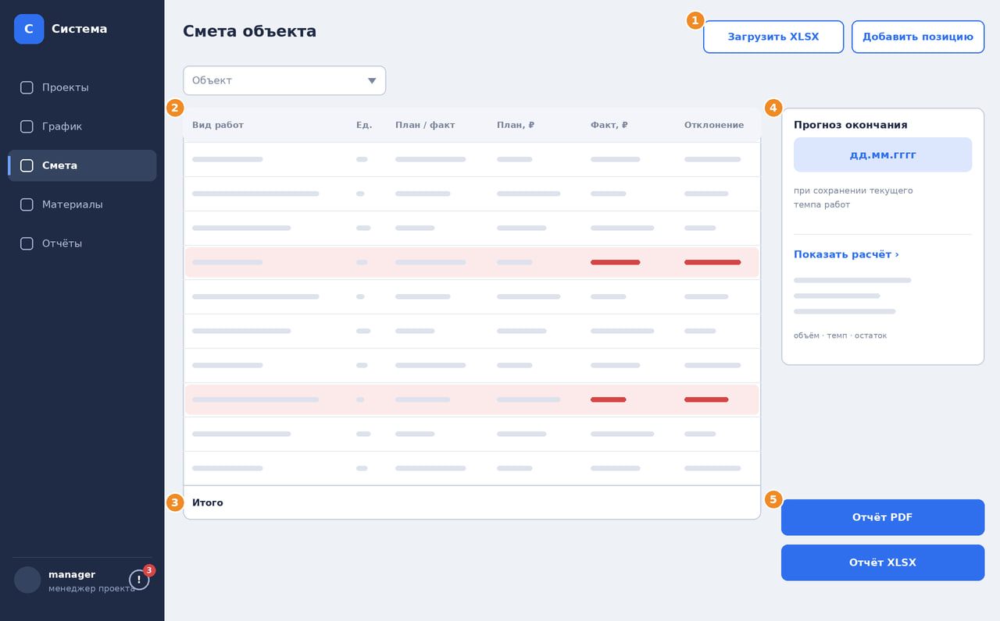 С Система
Проекты
График
Смета
Материалы
Отчёты
manager
менеджер проекта
!
3
Смета объекта
1
Загрузить XLSX
Добавить позицию
Объект
2
Вид работ Ед. План / факт План, ₽ Факт, ₽ Отклонение
3
Итого
4
Прогноз окончания
дд.мм.гггг
при сохранении текущего
темпа работ
Показать расчёт ›
объём · темп · остаток
5
Отчёт PDF
Отчёт XLSX